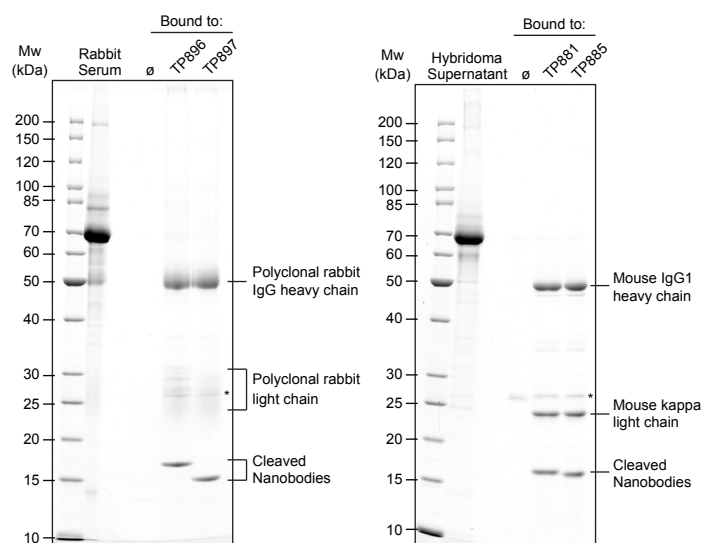 Bound to:
Mw
(kDa)
Rabbit
Serum
ø
TP896
TP897
200
150
120
100
85
70
60
50
40
30
25
20
15
10
Polyclonal rabbit
IgG heavy chain
Polyclonal rabbit
light chain
*
Cleaved
Nanobodies
Bound to:
Mw
(kDa)
Hybridoma
Supernatant
ø
TP881
TP885
200
150
120
100
85
70
60
50
40
30
25
20
15
10
Mouse IgG1
heavy chain
*
Mouse kappa
light chain
Cleaved
Nanobodies